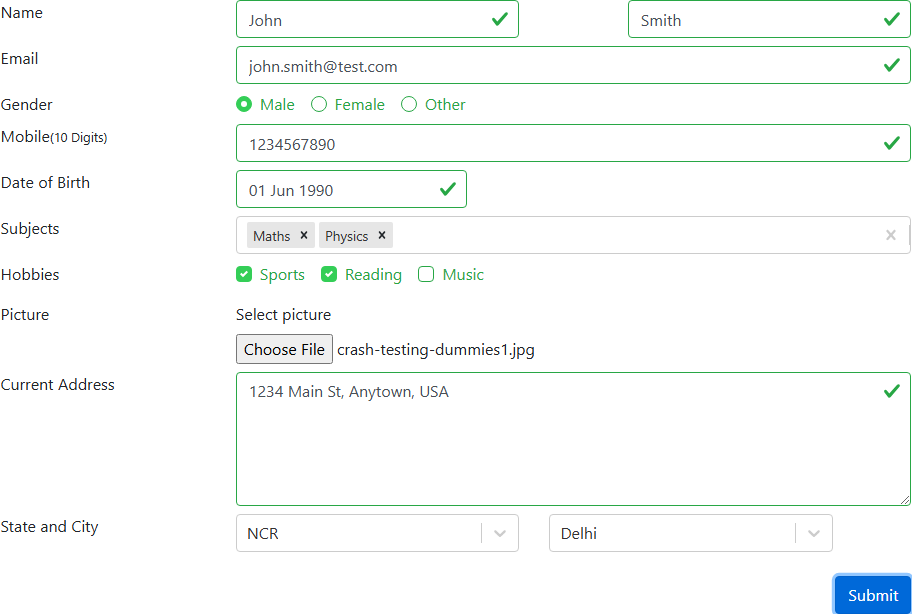 Name John Smith
Email john.smith@test.com
Gender Male Female Other
Mobile(10 Digits) 1234567890
Date of Birth 01 Jun 1990
Subjects Maths × Physics ×
Hobbies Sports Reading Music
Picture Select picture
Choose File crash-testing-dummies1.jpg
Current Address 1234 Main St, Anytown, USA
State and City NCR Delhi
Submit